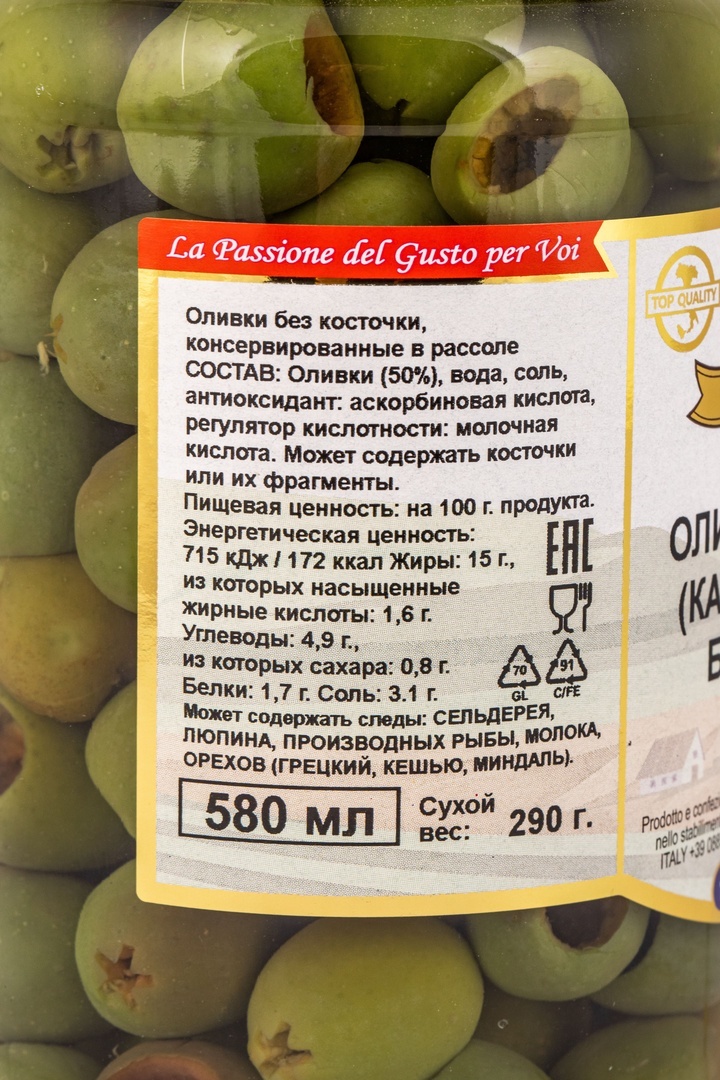 La Passione del Gusto per Voi
Оливки без косточки,
консервированные в рассоле
СОСТАВ: Оливки (50%), вода, соль,
антиоксидант: аскорбиновая кислота,
регулятор кислотности: молочная
кислота. Может содержать косточки
или их фрагменты.
Пищевая ценность: на 100 г. продукта.
Энергетическая ценность:
715 кДж / 172 ккал Жиры: 15 г.,
из которых насыщенные
жирные кислоты: 1,6 г.
Углеводы: 4,9 г.,
из которых сахара: 0,8 г.
Белки: 1,7 г. Соль: 3.1 г.
Может содержать следы: СЕЛЬДЕРЕЯ,
ЛЮПИНА, ПРОИЗВОДНЫХ РЫБЫ, МОЛОКА,
ОРЕХОВ (ГРЕЦКИЙ, КЕШЬЮ, МИНДАЛЬ).
EAC
70
GL
91
C/FE
580 мл
Сухой
вес: 290 г.
TOP QUALITY
ОЛИ
(КА
Б
Prodotto e confez
nello stabilimen
ITALY +39 088